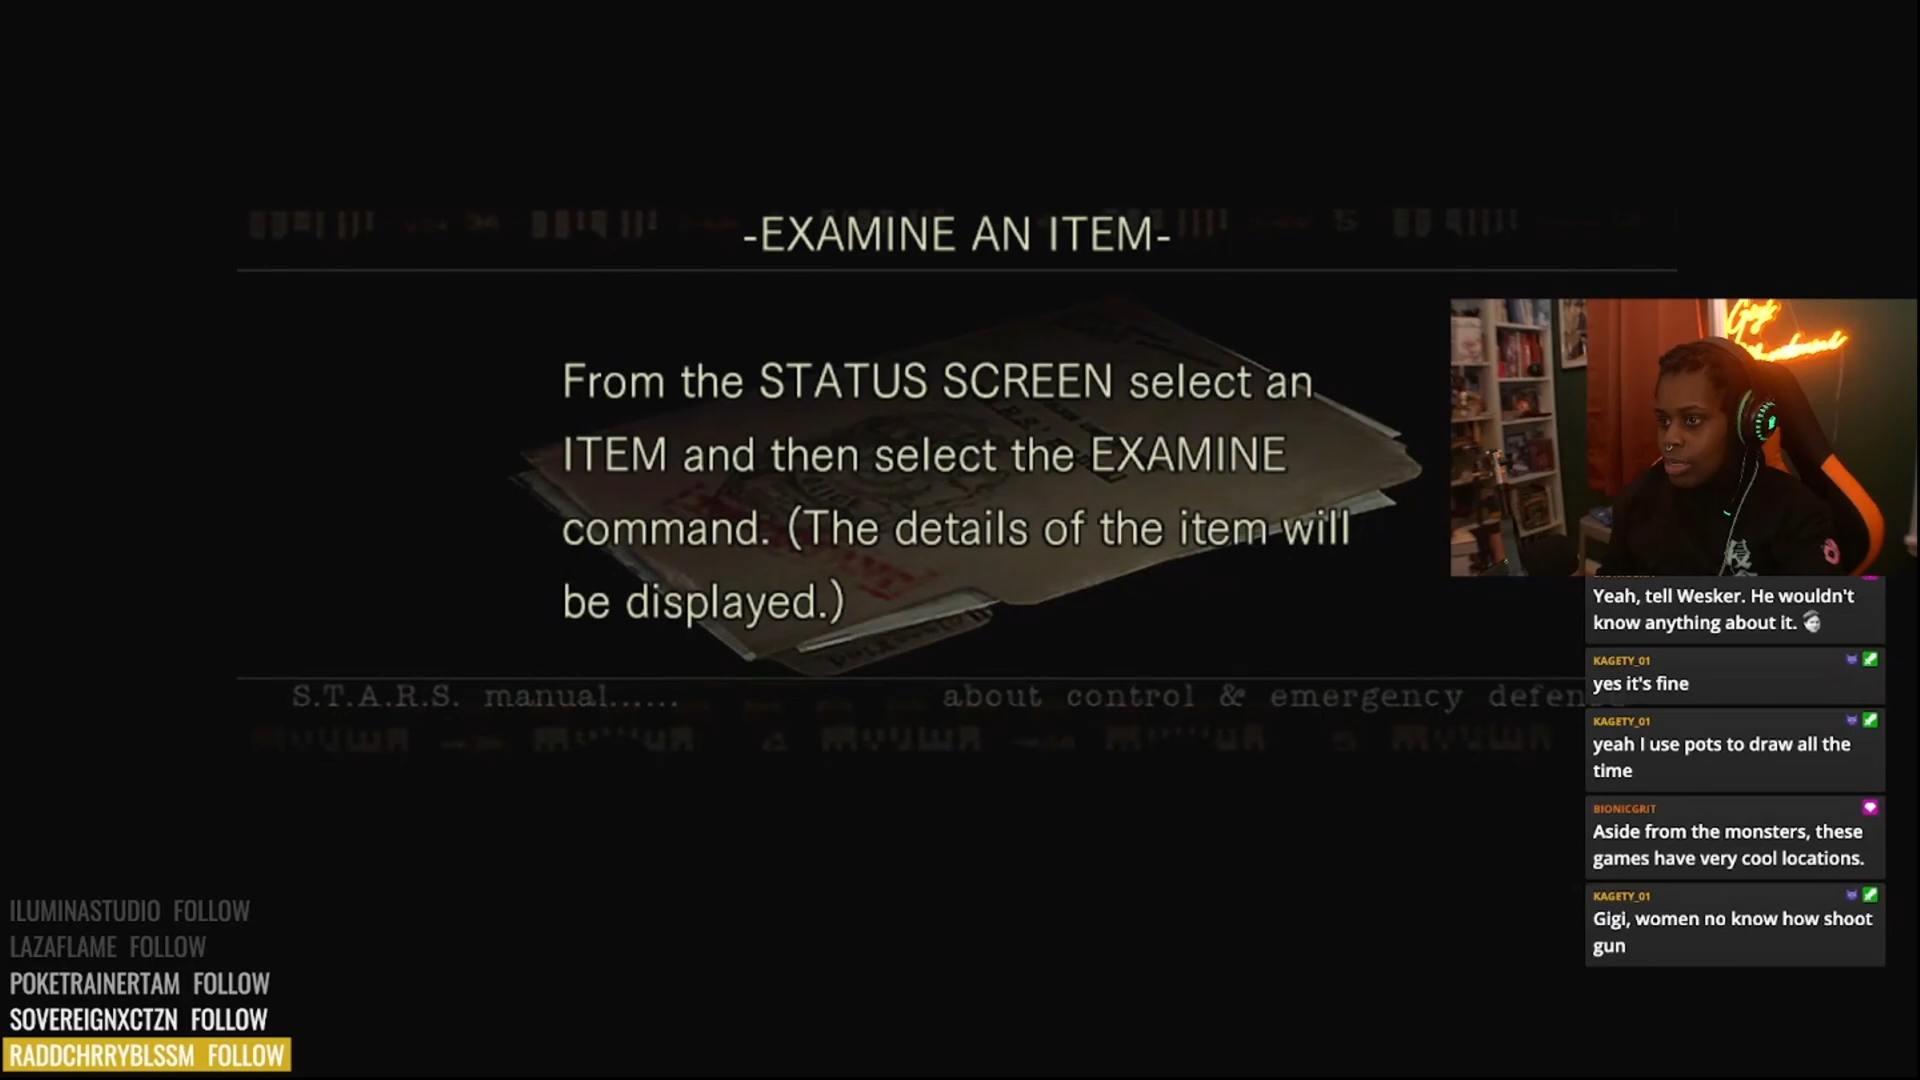 -EXAMINE AN ITEM-
From the STATUS SCREEN select an
ITEM and then select the EXAMINE
command. (The details of the item will
be displayed.)
S.T.A.R.S. manual...... about control & emergency defen
Yeah, tell Wesker. He wouldn't
know anything about it.
KAGETY_01
yes it's fine
KAGETY_01
yeah I use pots to draw all the
time
BIONICGRIT
Aside from the monsters, these
games have very cool locations.
KAGETY_01
Gigi, women no know how shoot
gun
ILUMINASTUDIO FOLLOW
LAZAFLAME FOLLOW
POKETRAINERTAM FOLLOW
SOVEREIGNXCTZN FOLLOW
RADDCHRRYBLSSM FOLLOW